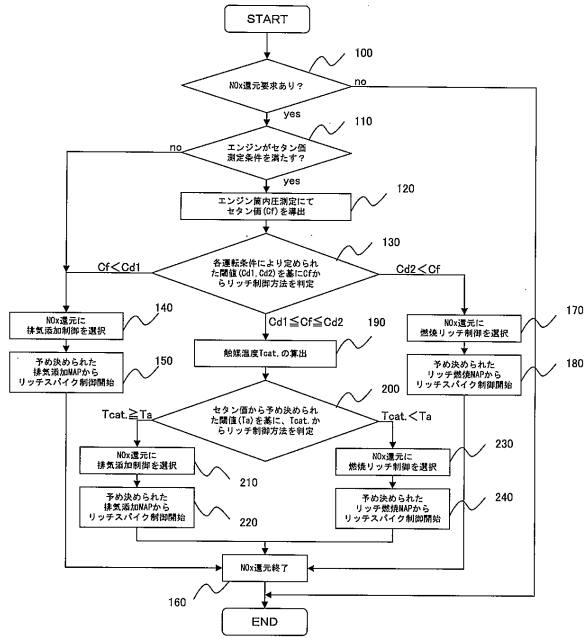 START
100
NOx還元要求あり？
no
yes
110
エンジンがセタン価
測定条件を満たす？
no
yes
120
エンジン筒内圧測定にて
セタン価(Cf)を導出
130
各運転条件により定められ
た閾値(Cd1,Cd2)を基にCfか
らリッチ制御方法を判定
Cf＜Cd1
Cd2＜Cf
Cd1≦Cf≦Cd2
140
NOx還元に
排気添加制御を選択
150
予め決められた
排気添加MAPから
リッチスパイク制御開始
170
NOx還元に
燃焼リッチ制御を選択
180
予め決められた
リッチ燃焼MAPから
リッチスパイク制御開始
190
触媒温度Tcat.の算出
200
セタン価から予め決められ
た閾値(Ta)を基に、Tcat.か
らリッチ制御方法を判定
Tcat.≧Ta
Tcat.＜Ta
NOx還元に
排気添加制御を選択
210
予め決められた
排気添加MAPから
リッチスパイク制御開始
220
230
NOx還元に
燃焼リッチ制御を選択
240
予め決められた
リッチ燃焼MAPから
リッチスパイク制御開始
NOx還元終了
160
END